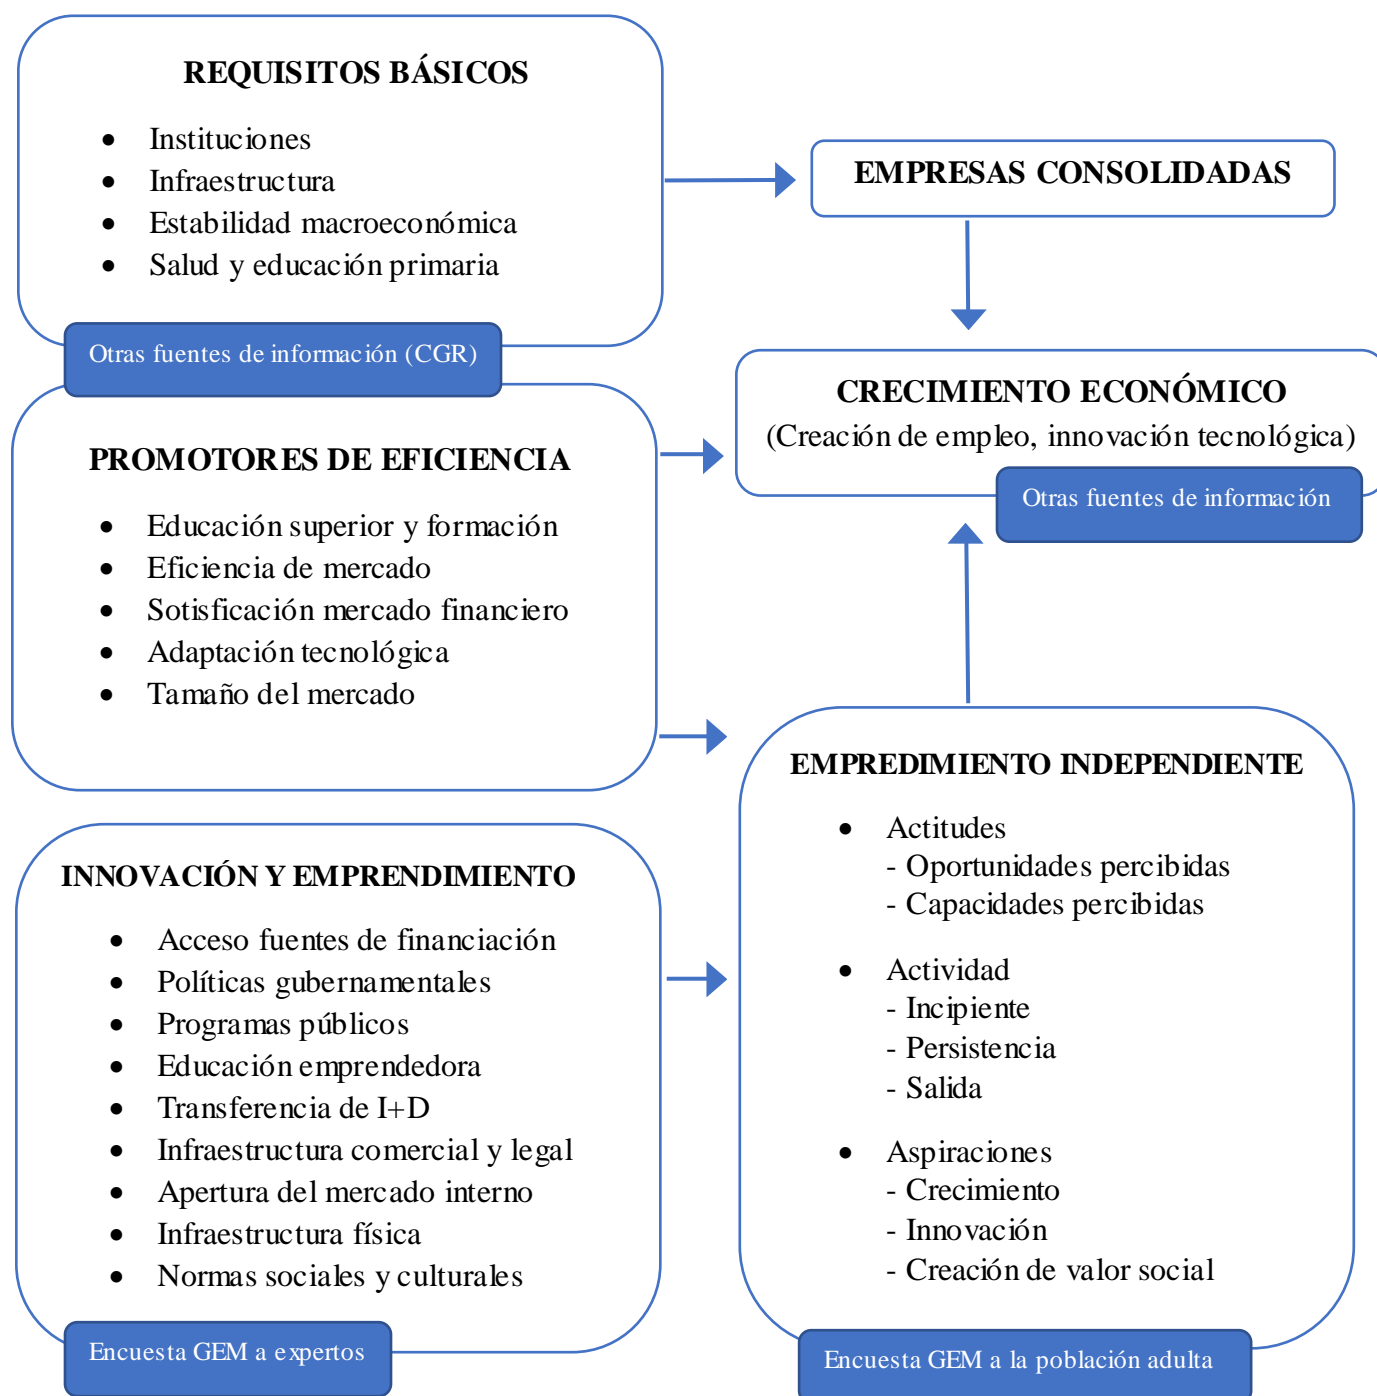 REQUISITOS BÁSICOS
• Instituciones
• Infraestructura
• Estabilidad macroeconómica
• Salud y educación primaria
Otras fuentes de información (CGR)
EMPRESAS CONSOLIDADAS
CRECIMIENTO ECONÓMICO
(Creación de empleo, innovación tecnológica)
Otras fuentes de información
PROMOTORES DE EFICIENCIA
• Educación superior y formación
• Eficiencia de mercado
• Sotisficación mercado financiero
• Adaptación tecnológica
• Tamaño del mercado
INNOVACIÓN Y EMPRENDIMIENTO
• Acceso fuentes de financiación
• Políticas gubernamentales
• Programas públicos
• Educación emprendedora
• Transferencia de I+D
• Infraestructura comercial y legal
• Apertura del mercado interno
• Infraestructura física
• Normas sociales y culturales
Encuesta GEM a expertos
EMPREDIMIENTO INDEPENDIENTE
• Actitudes
- Oportunidades percibidas
- Capacidades percibidas
• Actividad
- Incipiente
- Persistencia
- Salida
• Aspiraciones
- Crecimiento
- Innovación
- Creación de valor social
Encuesta GEM a la población adulta